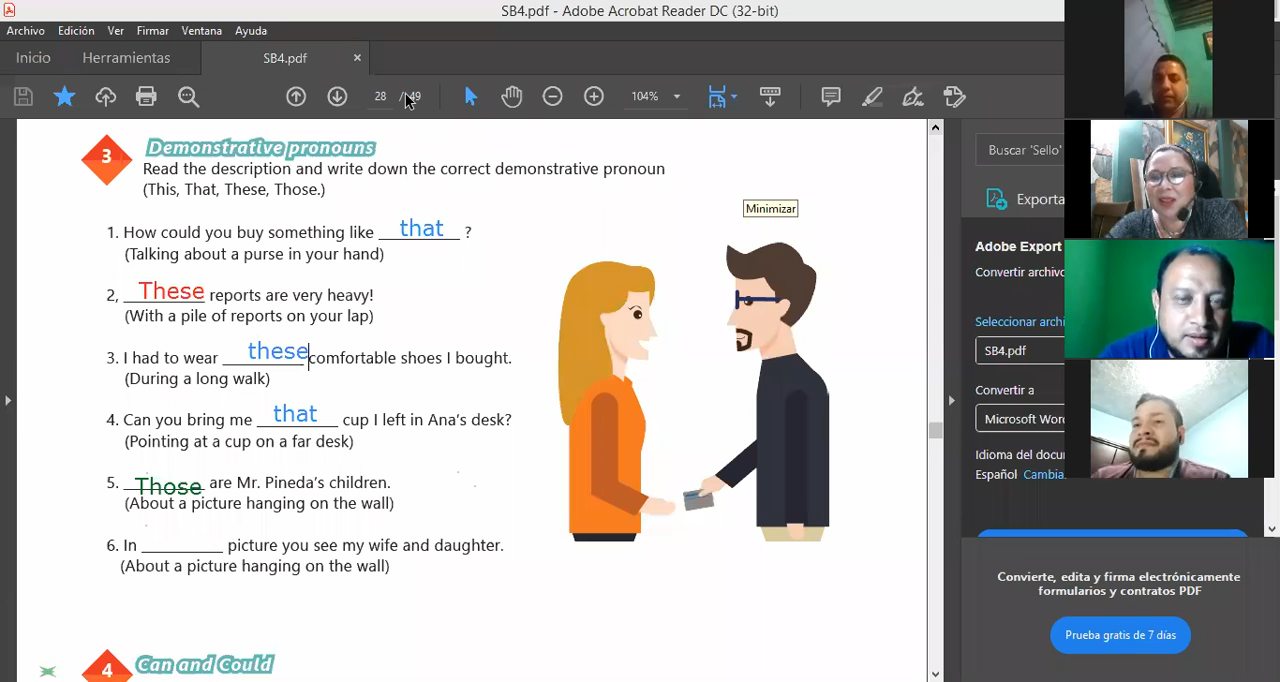 SB4.pdf - Adobe Acrobat Reader DC (32-bit)
Archivo Edición Ver Firmar Ventana Ayuda
Inicio Herramientas SB4.pdf ×
28 / 49 104%
3 Demonstrative pronouns
Read the description and write down the correct demonstrative pronoun
(This, That, These, Those.)
Minimizar
1. How could you buy something like that ?
(Talking about a purse in your hand)
2, These reports are very heavy!
(With a pile of reports on your lap)
3. I had to wear these comfortable shoes I bought.
(During a long walk)
4. Can you bring me that cup I left in Ana's desk?
(Pointing at a cup on a far desk)
5. Those are Mr. Pineda's children.
(About a picture hanging on the wall)
6. In __________ picture you see my wife and daughter.
(About a picture hanging on the wall)
4 Can and Could
Buscar 'Sello'
Exporta
Adobe Export
Convertir archivo
Seleccionar archi
SB4.pdf
Convertir a
Microsoft Word
Idioma del docu
Español Cambia
Convierte, edita y firma electrónicamente
formularios y contratos PDF
Prueba gratis de 7 días